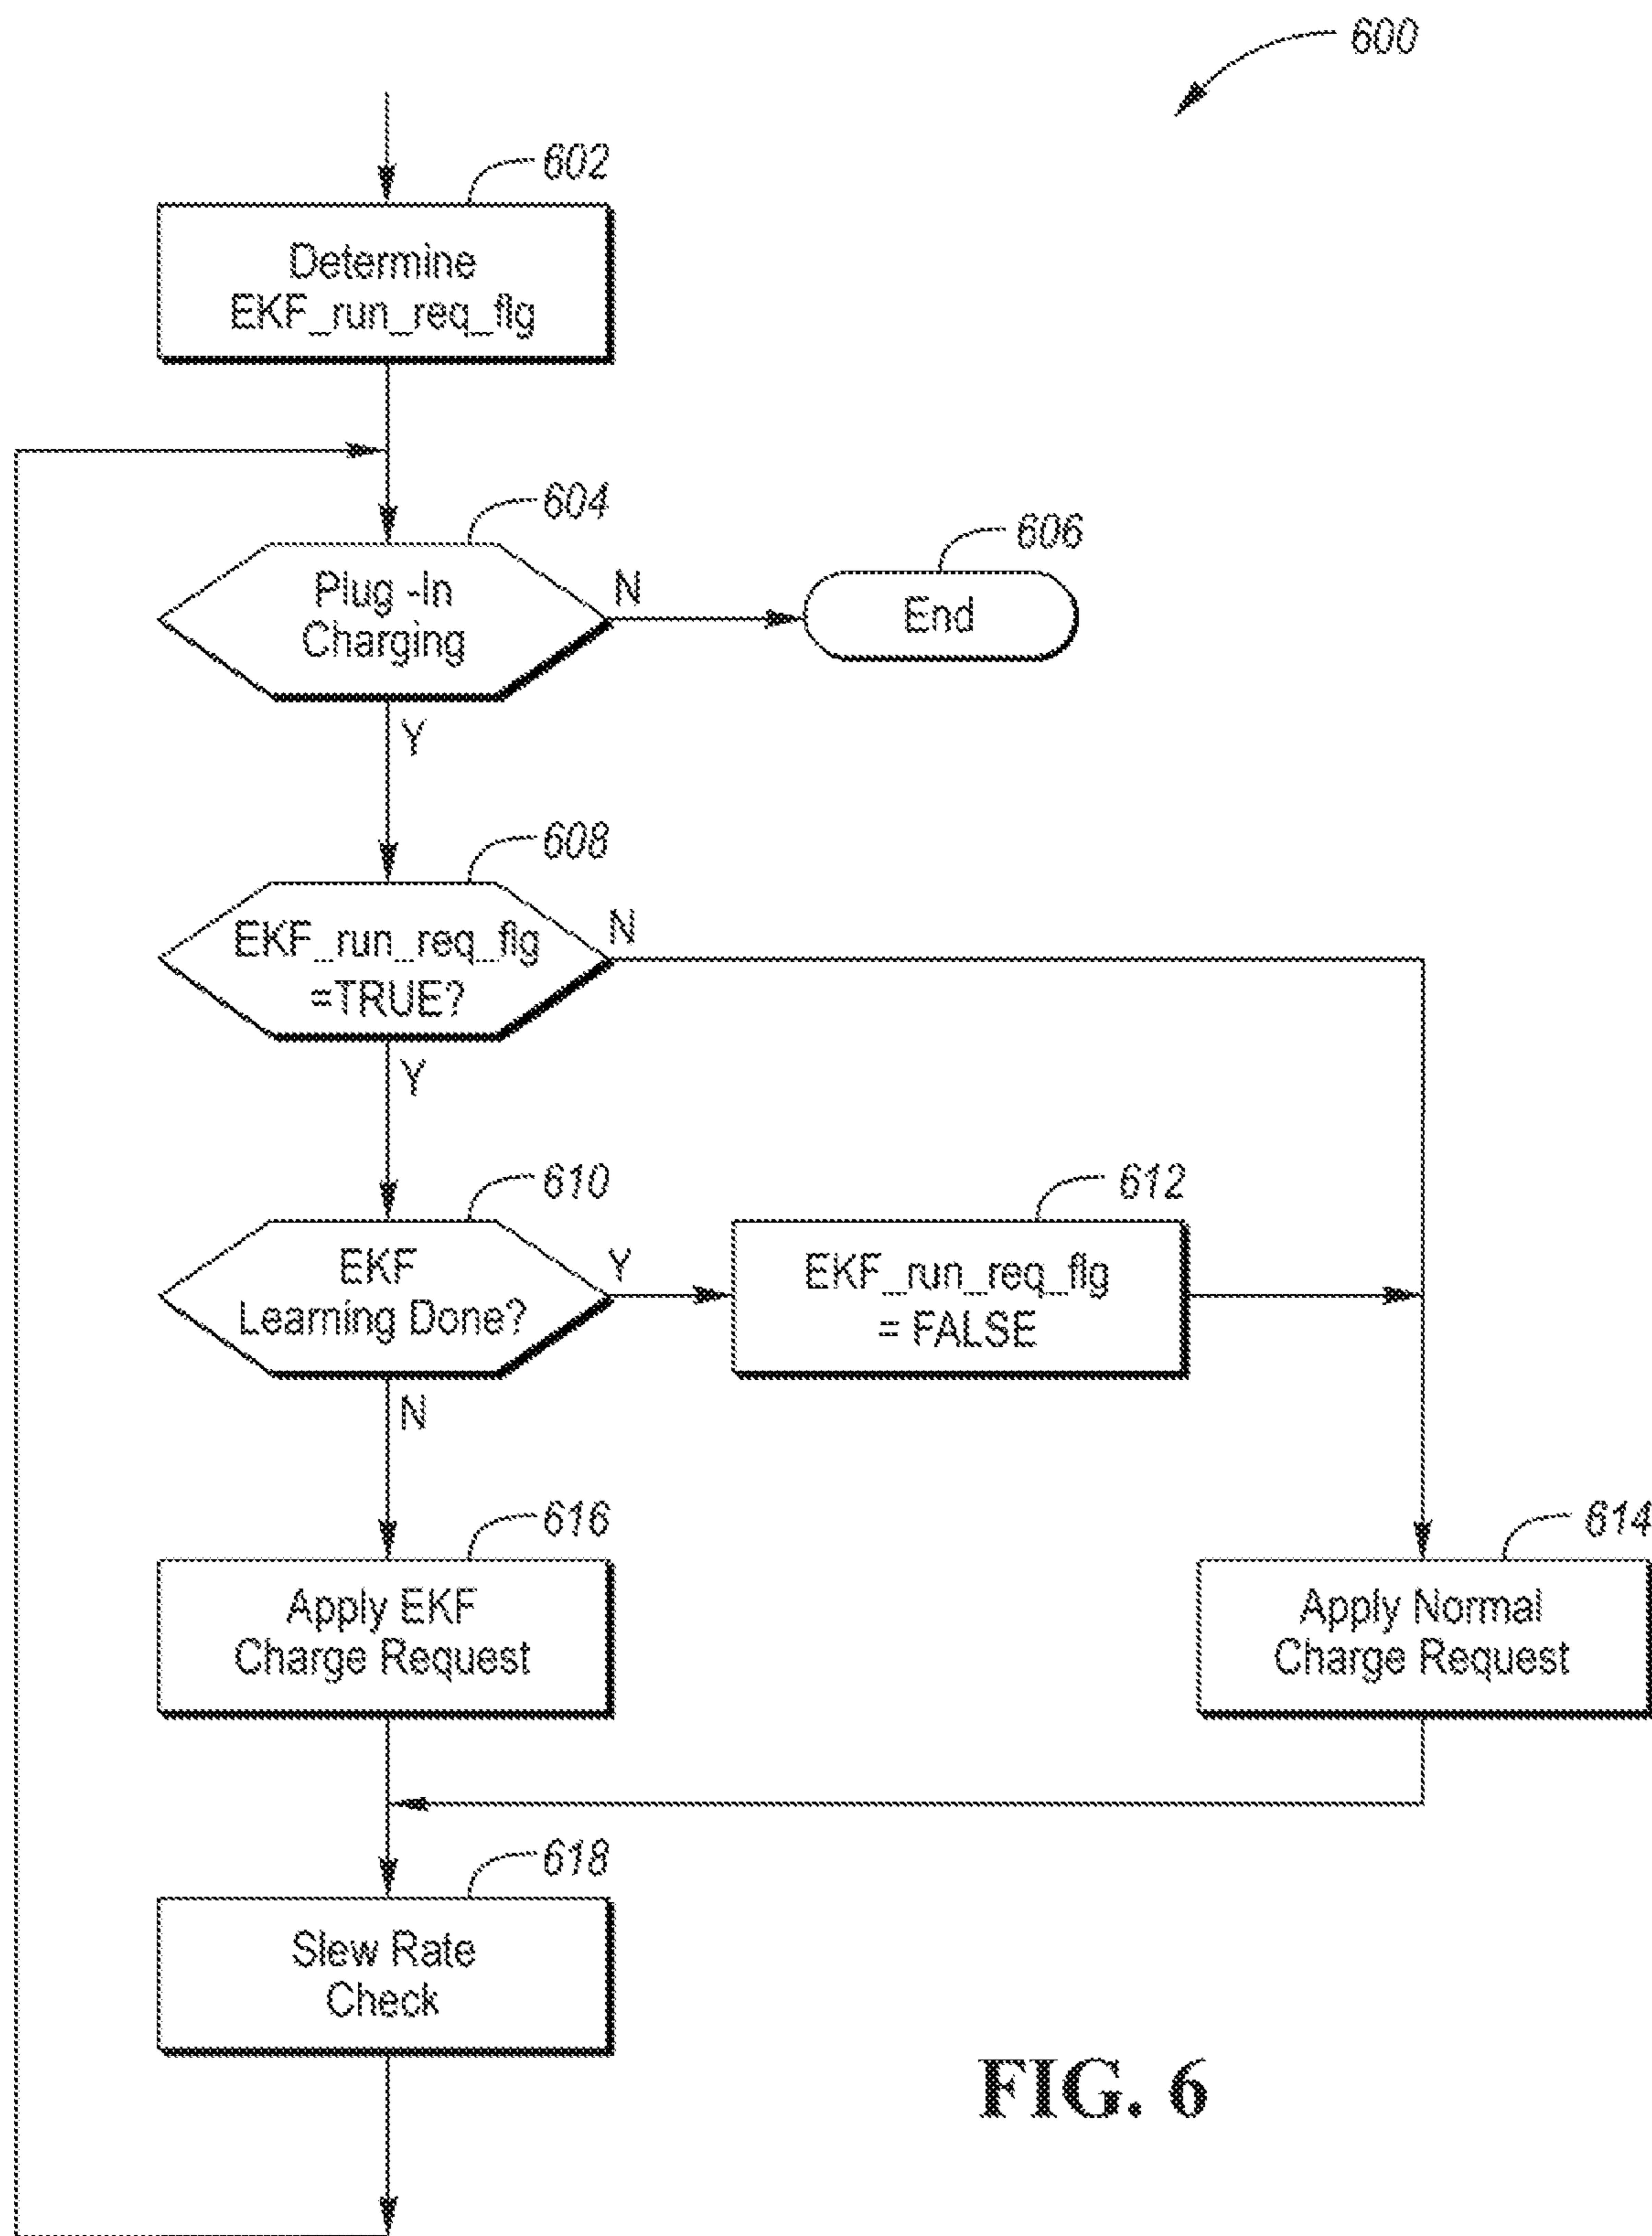 600
602
Determine
EKF_run_req_flg
604
Plug -In
Charging
N
606
End
Y
608
EKF_run_req_flg
=TRUE?
N
Y
610
EKF
Learning Done?
Y
612
EKF_run_req_flg
= FALSE
N
616
Apply EKF
Charge Request
614
Apply Normal
Charge Request
618
Slew Rate
Check
FIG. 6